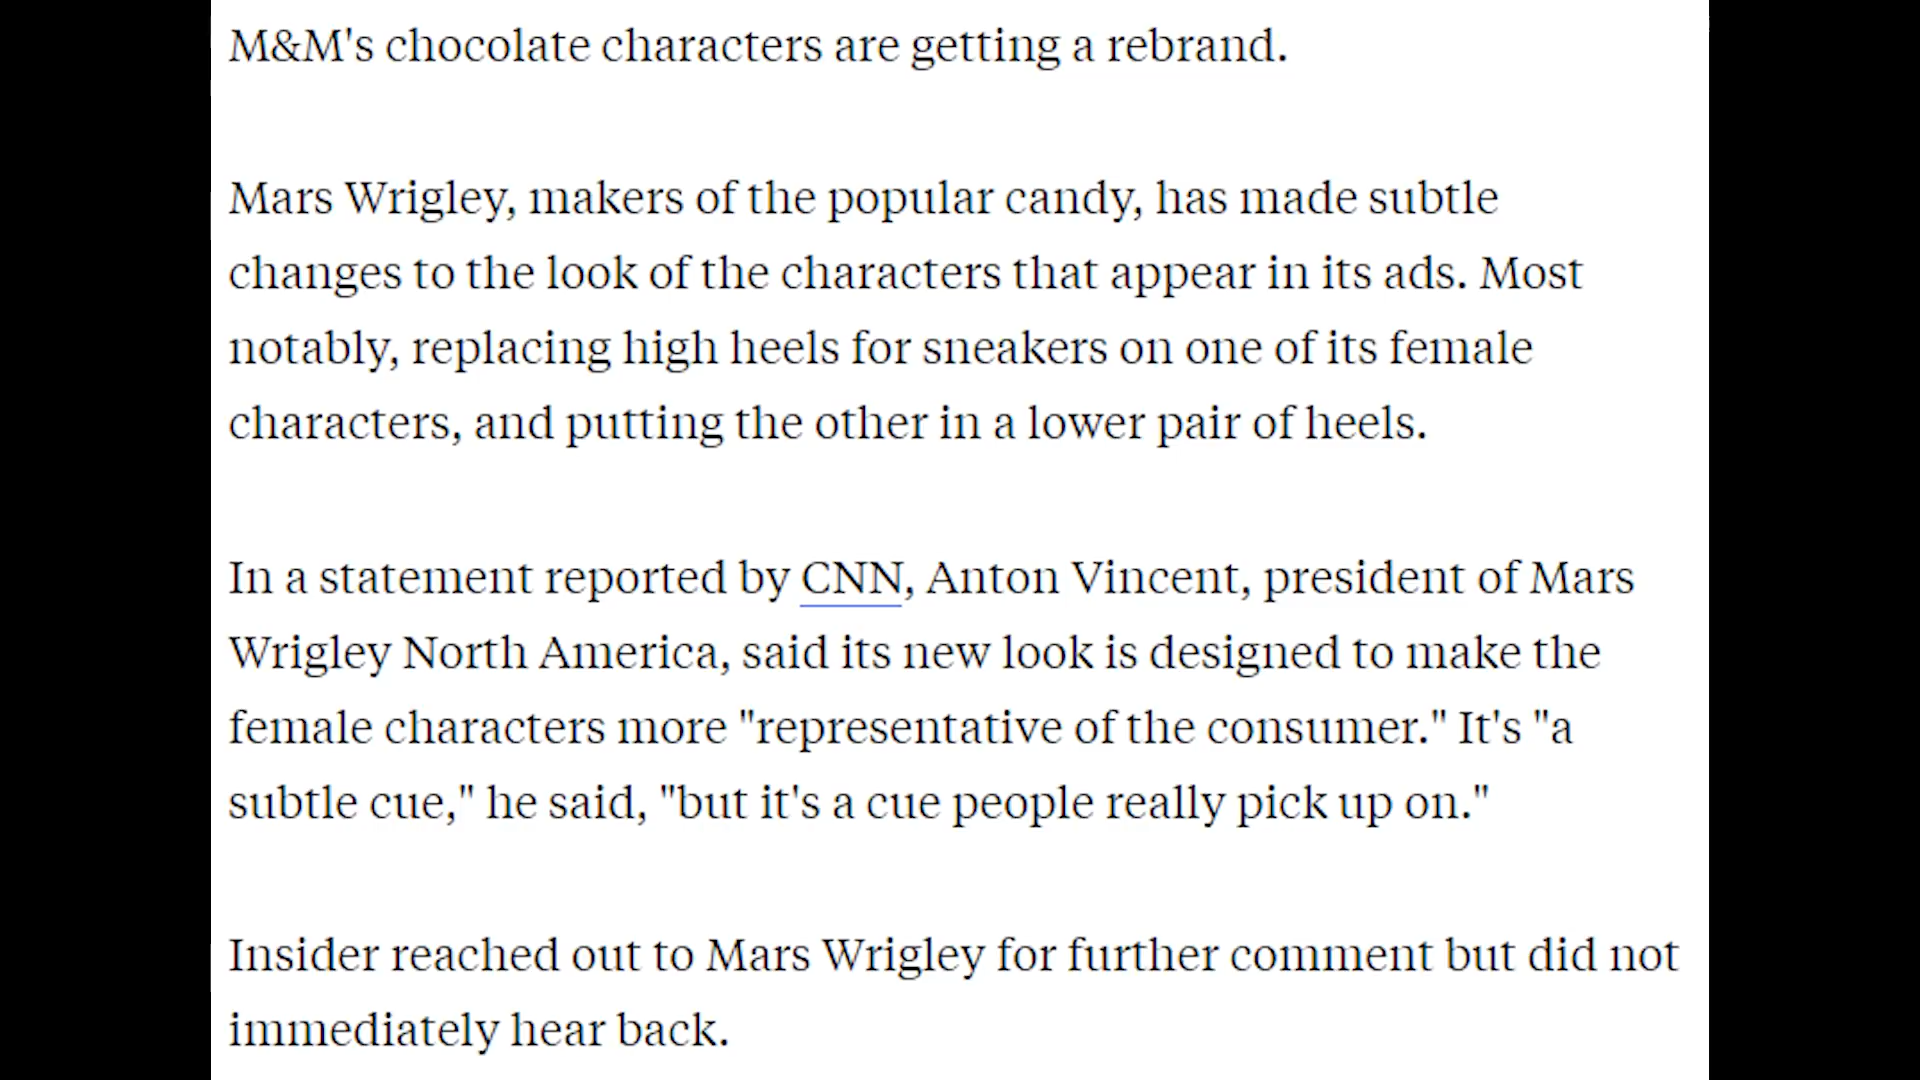 M&M's chocolate characters are getting a rebrand.
Mars Wrigley, makers of the popular candy, has made subtle
changes to the look of the characters that appear in its ads. Most
notably, replacing high heels for sneakers on one of its female
characters, and putting the other in a lower pair of heels.
In a statement reported by CNN, Anton Vincent, president of Mars
Wrigley North America, said its new look is designed to make the
female characters more "representative of the consumer." It's "a
subtle cue," he said, "but it's a cue people really pick up on."
Insider reached out to Mars Wrigley for further comment but did not
immediately hear back.